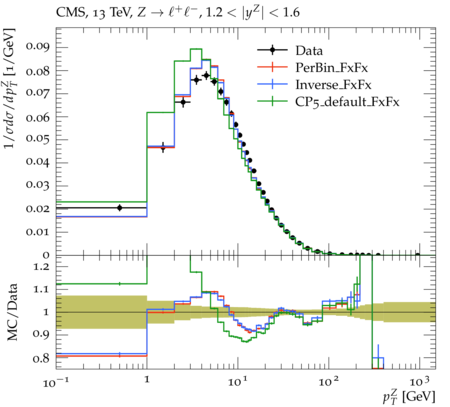 CMS, 13 TeV, Z → ℓ⁺ℓ⁻, 1.2 < |y^Z| < 1.6
1/σdσ/dp_T^Z [1/GeV]
0.09
0.08
0.07
0.06
0.05
0.04
0.03
0.02
0.01
0
Data
PerBin_FxFx
Inverse_FxFx
CP5_default_FxFx
MC/Data
1.2
1.1
1
0.9
0.8
10⁻¹ 1 10¹ 10² 10³
p_T^Z [GeV]